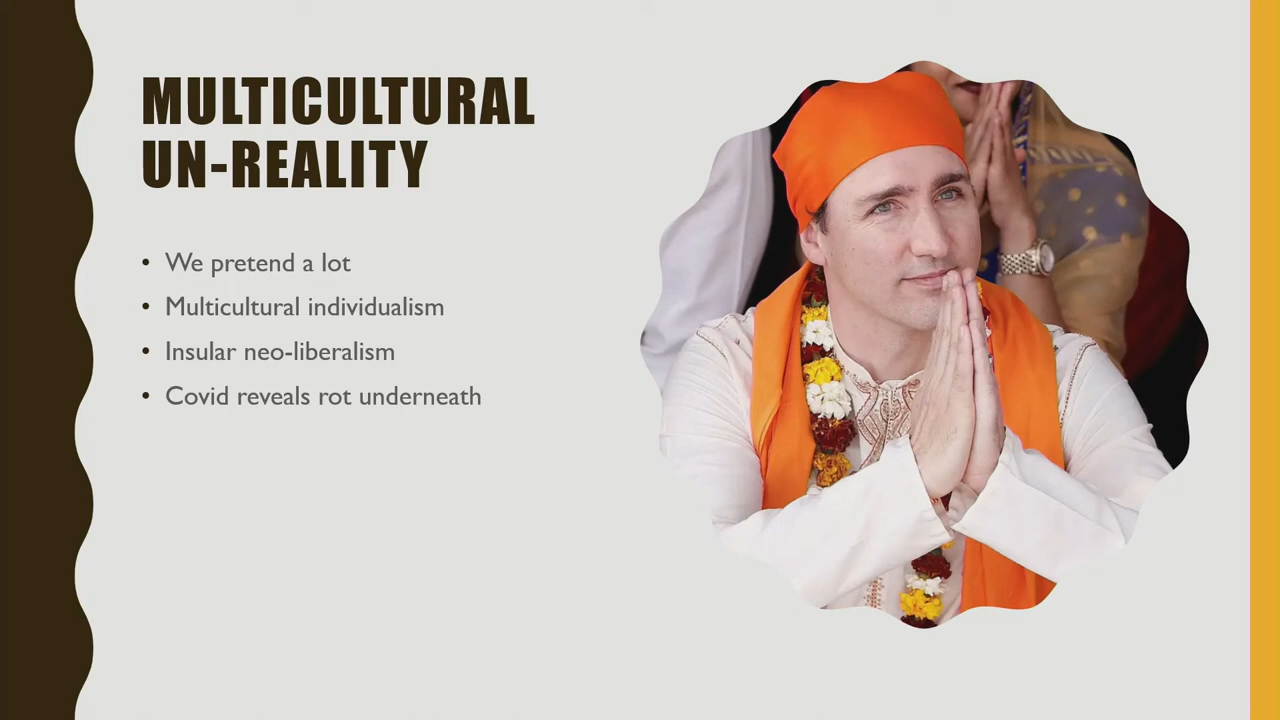 MULTICULTURAL
UN-REALITY
• We pretend a lot
• Multicultural individualism
• Insular neo-liberalism
• Covid reveals rot underneath